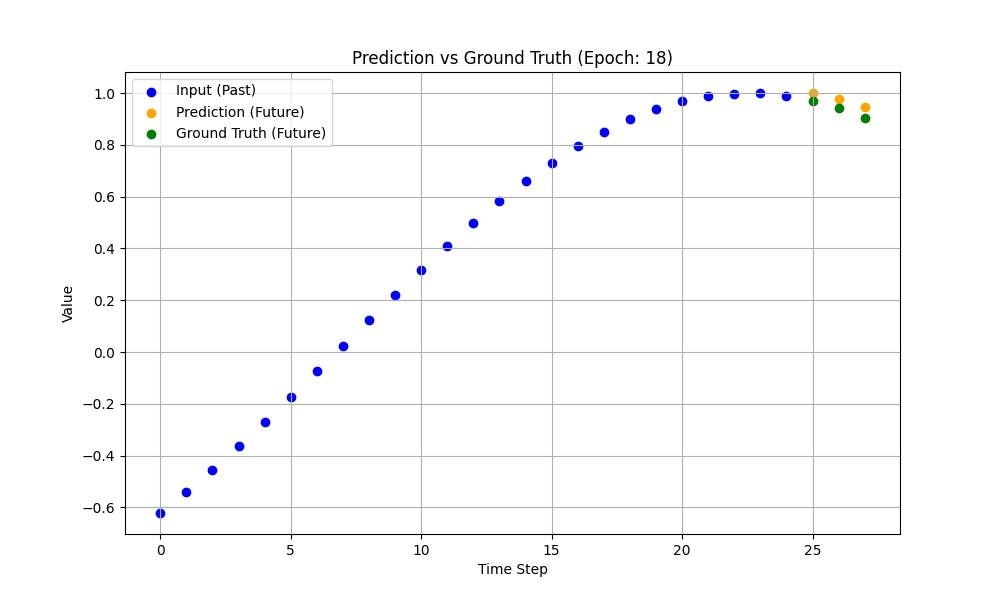 Prediction vs Ground Truth (Epoch: 18)
Input (Past)
Prediction (Future)
Ground Truth (Future)
Value
1.0
0.8
0.6
0.4
0.2
0.0
−0.2
−0.4
−0.6
0 5 10 15 20 25
Time Step